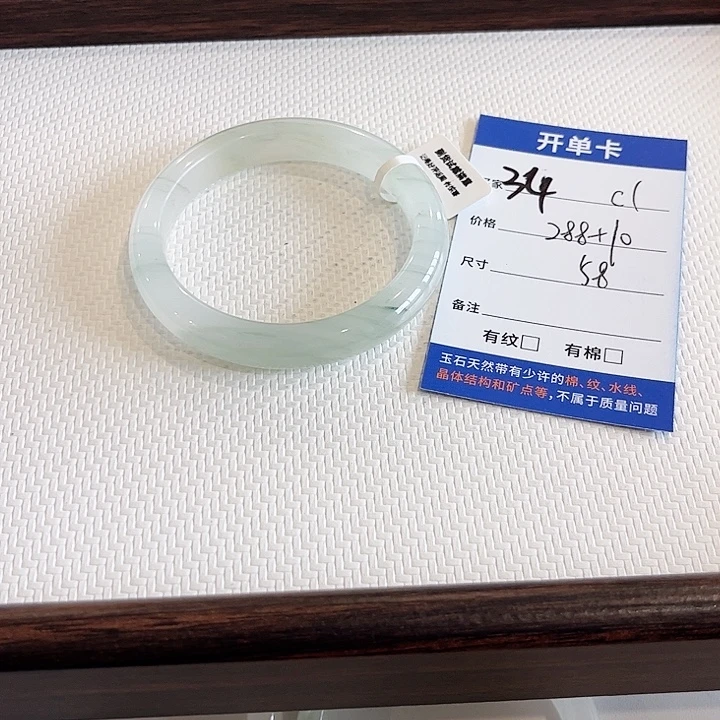 开单卡
家 314 cl
价格 288+10
尺寸 58
备注
有纹□ 有棉□
玉石天然带有少许的棉、纹、水线、
晶体结构和矿点等，不属于质量问题